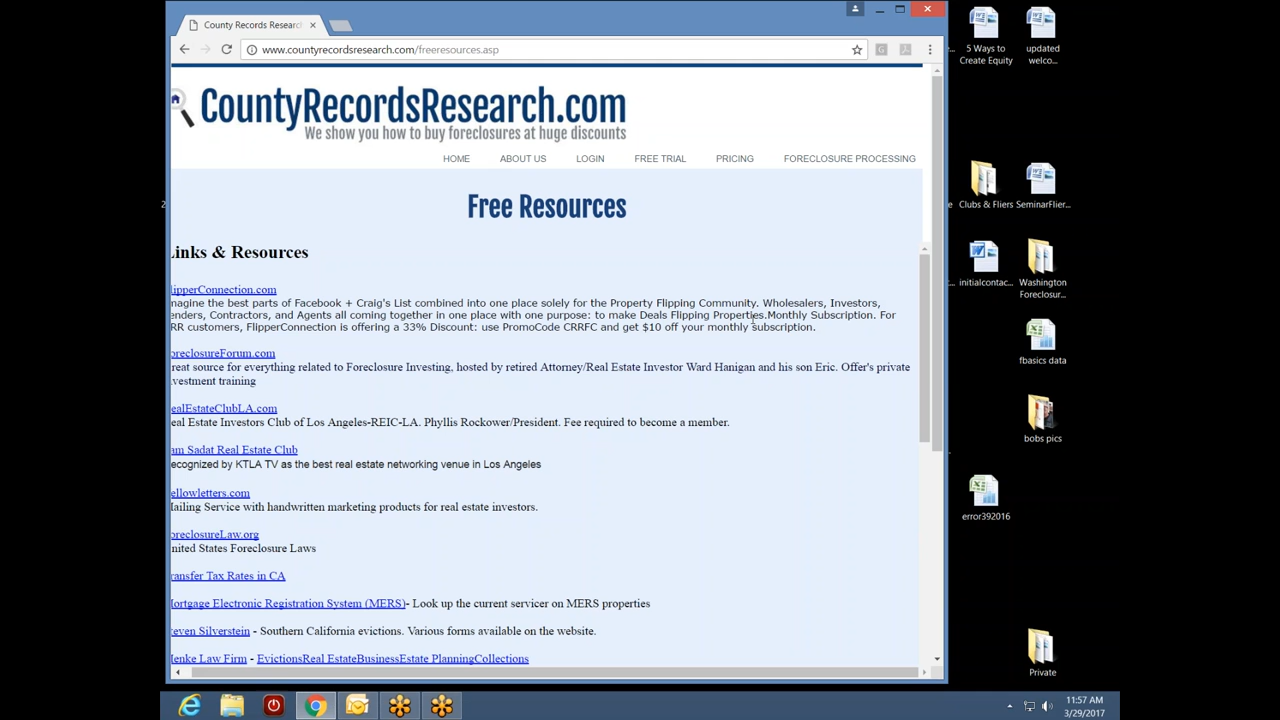 County Records Research
www.countyrecordsresearch.com/freeresources.asp
CountyRecordsResearch.com
We show you how to buy foreclosures at huge discounts
HOME ABOUT US LOGIN FREE TRIAL PRICING FORECLOSURE PROCESSING
Free Resources
inks & Resources
lipperConnection.com
magine the best parts of Facebook + Craig's List combined into one place solely for the Property Flipping Community. Wholesalers, Investors,
enders, Contractors, and Agents all coming together in one place with one purpose: to make Deals Flipping Properties.Monthly Subscription. For
RR customers, FlipperConnection is offering a 33% Discount: use PromoCode CRRFC and get $10 off your monthly subscription.
oreclosureForum.com
reat source for everything related to Foreclosure Investing, hosted by retired Attorney/Real Estate Investor Ward Hanigan and his son Eric. Offer's private
nvestment training
ealEstateClubLA.com
eal Estate Investors Club of Los Angeles-REIC-LA. Phyllis Rockower/President. Fee required to become a member.
am Sadat Real Estate Club
ecognized by KTLA TV as the best real estate networking venue in Los Angeles
ellowletters.com
ailing Service with handwritten marketing products for real estate investors.
oreclosureLaw.org
nited States Foreclosure Laws
ransfer Tax Rates in CA
ortgage Electronic Registration System (MERS)- Look up the current servicer on MERS properties
teven Silverstein - Southern California evictions. Various forms available on the website.
enke Law Firm - EvictionsReal EstateBusinessEstate PlanningCollections
5 Ways to
Create Equity
updated
welco...
Clubs & Fliers
SeminarFlier...
initialcontac...
Washington
Foreclosur...
fbasics data
bobs pics
error392016
Private
11:57 AM
3/29/2017